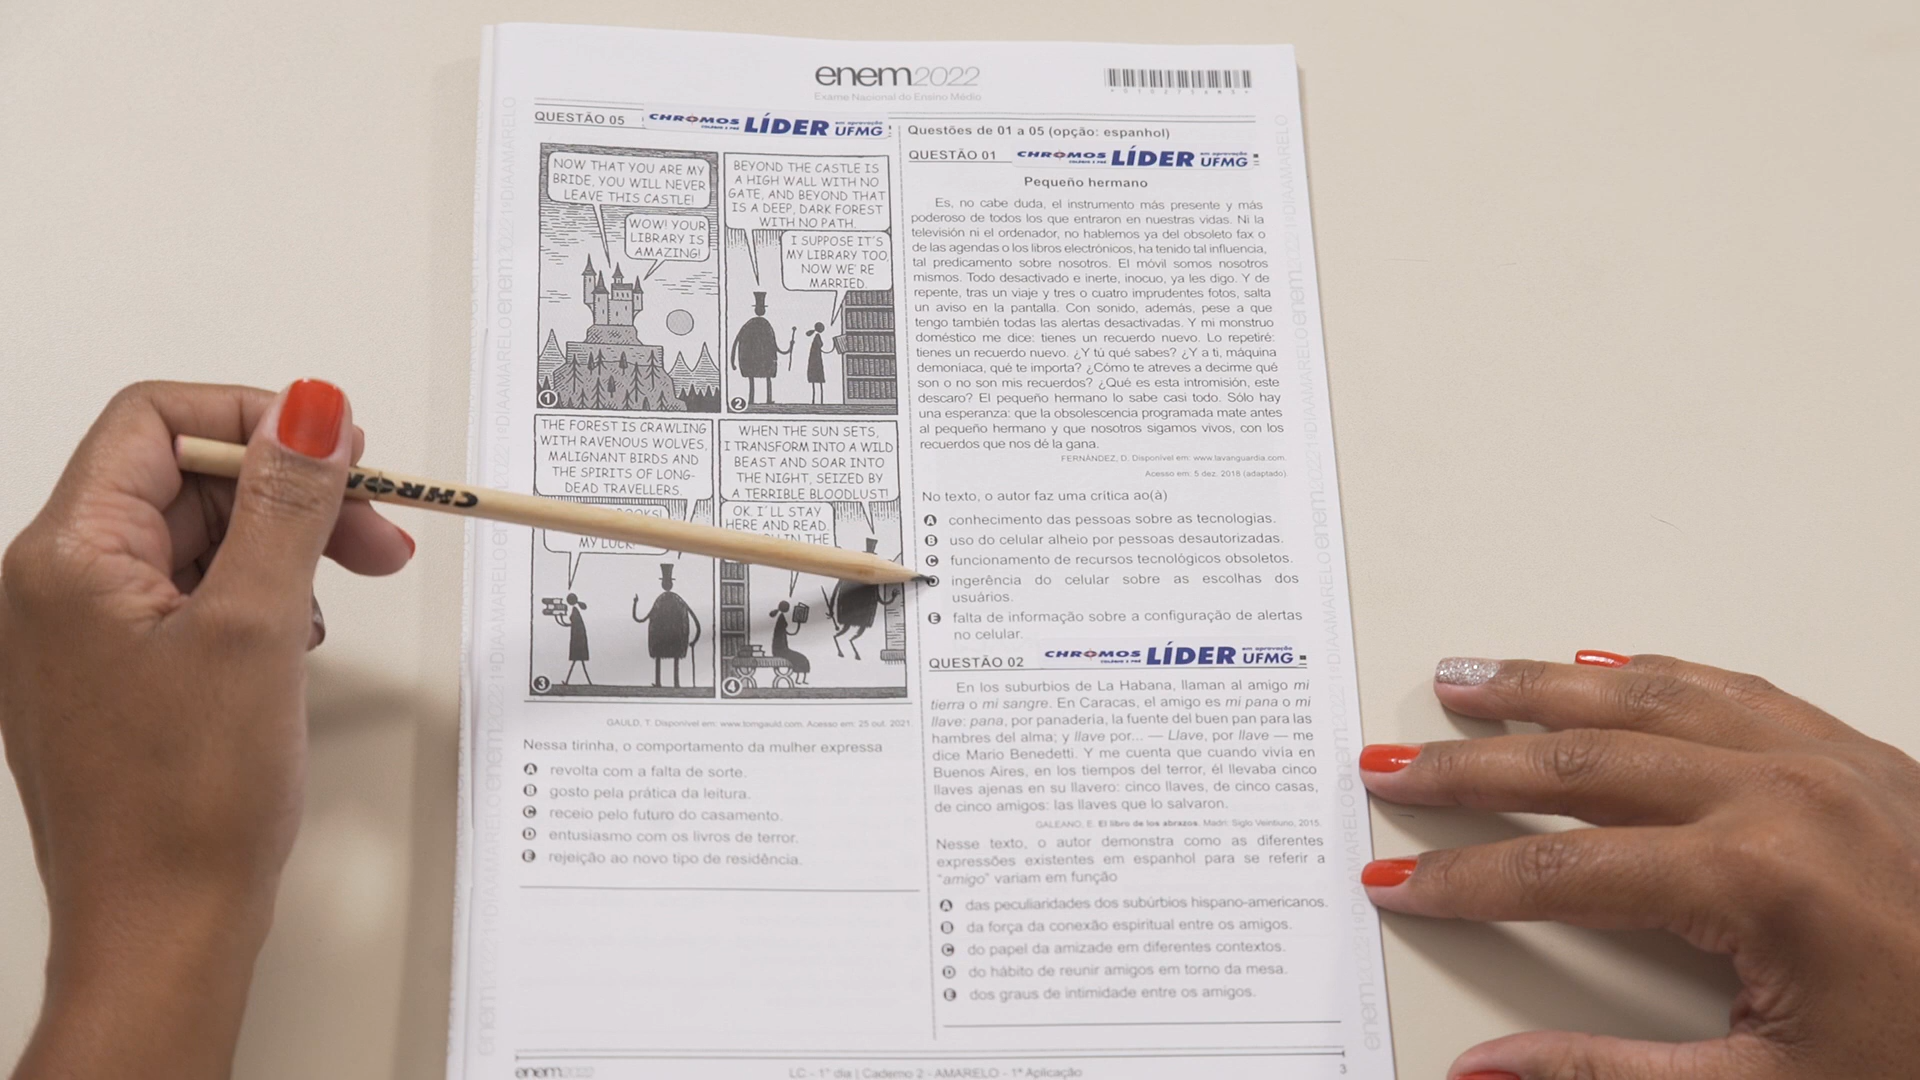 enem2022
Exame Nacional do Ensino Médio
QUESTÃO 05
CHROMOS
COLÉGIO E PRÉ
LÍDER
em aprovação
UFMG
NOW THAT YOU ARE MY
BRIDE, YOU WILL NEVER
LEAVE THIS CASTLE!
WOW! YOUR
LIBRARY IS
AMAZING!
1
BEYOND THE CASTLE IS
A HIGH WALL WITH NO
GATE, AND BEYOND THAT
IS A DEEP, DARK FOREST
WITH NO PATH.
I SUPPOSE IT'S
MY LIBRARY TOO,
NOW WE'RE
MARRIED.
2
THE FOREST IS CRAWLING
WITH RAVENOUS WOLVES,
MALIGNANT BIRDS AND
THE SPIRITS OF LONG-
DEAD TRAVELLERS.
MY LUCK!
3
WHEN THE SUN SETS,
I TRANSFORM INTO A WILD
BEAST AND SOAR INTO
THE NIGHT, SEIZED BY
A TERRIBLE BLOODLUST!
OK. I'LL STAY
HERE AND READ.
IN THE
4
GAULD, T. Disponível em: www.tomgauld.com. Acesso em: 25 out. 2021.
Nessa tirinha, o comportamento da mulher expressa
A revolta com a falta de sorte.
B gosto pela prática da leitura.
C receio pelo futuro do casamento.
D entusiasmo com os livros de terror.
E rejeição ao novo tipo de residência.
Questões de 01 a 05 (opção: espanhol)
QUESTÃO 01
CHROMOS
COLÉGIO E PRÉ
LÍDER
em aprovação
UFMG
Pequeño hermano
Es, no cabe duda, el instrumento más presente y más
poderoso de todos los que entraron en nuestras vidas. Ni la
televisión ni el ordenador, no hablemos ya del obsoleto fax o
de las agendas o los libros electrónicos, ha tenido tal influencia,
tal predicamento sobre nosotros. El móvil somos nosotros
mismos. Todo desactivado e inerte, inocuo, ya les digo. Y de
repente, tras un viaje y tres o cuatro imprudentes fotos, salta
un aviso en la pantalla. Con sonido, además, pese a que
tengo también todas las alertas desactivadas. Y mi monstruo
doméstico me dice: tienes un recuerdo nuevo. Lo repetiré:
tienes un recuerdo nuevo. ¿Y tú qué sabes? ¿Y a ti, máquina
demoníaca, qué te importa? ¿Cómo te atreves a decirme qué
son o no son mis recuerdos? ¿Qué es esta intromisión, este
descaro? El pequeño hermano lo sabe casi todo. Sólo hay
una esperanza: que la obsolescencia programada mate antes
al pequeño hermano y que nosotros sigamos vivos, con los
recuerdos que nos dé la gana.
FERNÁNDEZ, D. Disponível em: www.lavanguardia.com.
Acesso em: 5 dez. 2018 (adaptado).
No texto, o autor faz uma crítica ao(à)
A conhecimento das pessoas sobre as tecnologias.
B uso do celular alheio por pessoas desautorizadas.
C funcionamento de recursos tecnológicos obsoletos.
D ingerência do celular sobre as escolhas dos
usuários.
E falta de informação sobre a configuração de alertas
no celular.
QUESTÃO 02
CHROMOS
COLÉGIO E PRÉ
LÍDER
em aprovação
UFMG
En los suburbios de La Habana, llaman al amigo mi
tierra o mi sangre. En Caracas, el amigo es mi pana o mi
llave: pana, por panadería, la fuente del buen pan para las
hambres del alma; y llave por... — Llave, por llave — me
dice Mario Benedetti. Y me cuenta que cuando vivía en
Buenos Aires, en los tiempos del terror, él llevaba cinco
llaves ajenas en su llavero: cinco llaves, de cinco casas,
de cinco amigos: las llaves que lo salvaron.
GALEANO, E. El libro de los abrazos. Madri: Siglo Veintiuno, 2015.
Nesse texto, o autor demonstra como as diferentes
expressões existentes em espanhol para se referir a
"amigo" variam em função
A das peculiaridades dos subúrbios hispano-americanos.
B da força da conexão espiritual entre os amigos.
C do papel da amizade em diferentes contextos.
D do hábito de reunir amigos em torno da mesa.
E dos graus de intimidade entre os amigos.
enem2022
LC - 1° dia | Caderno 2 - AMARELO - 1ª Aplicação
3